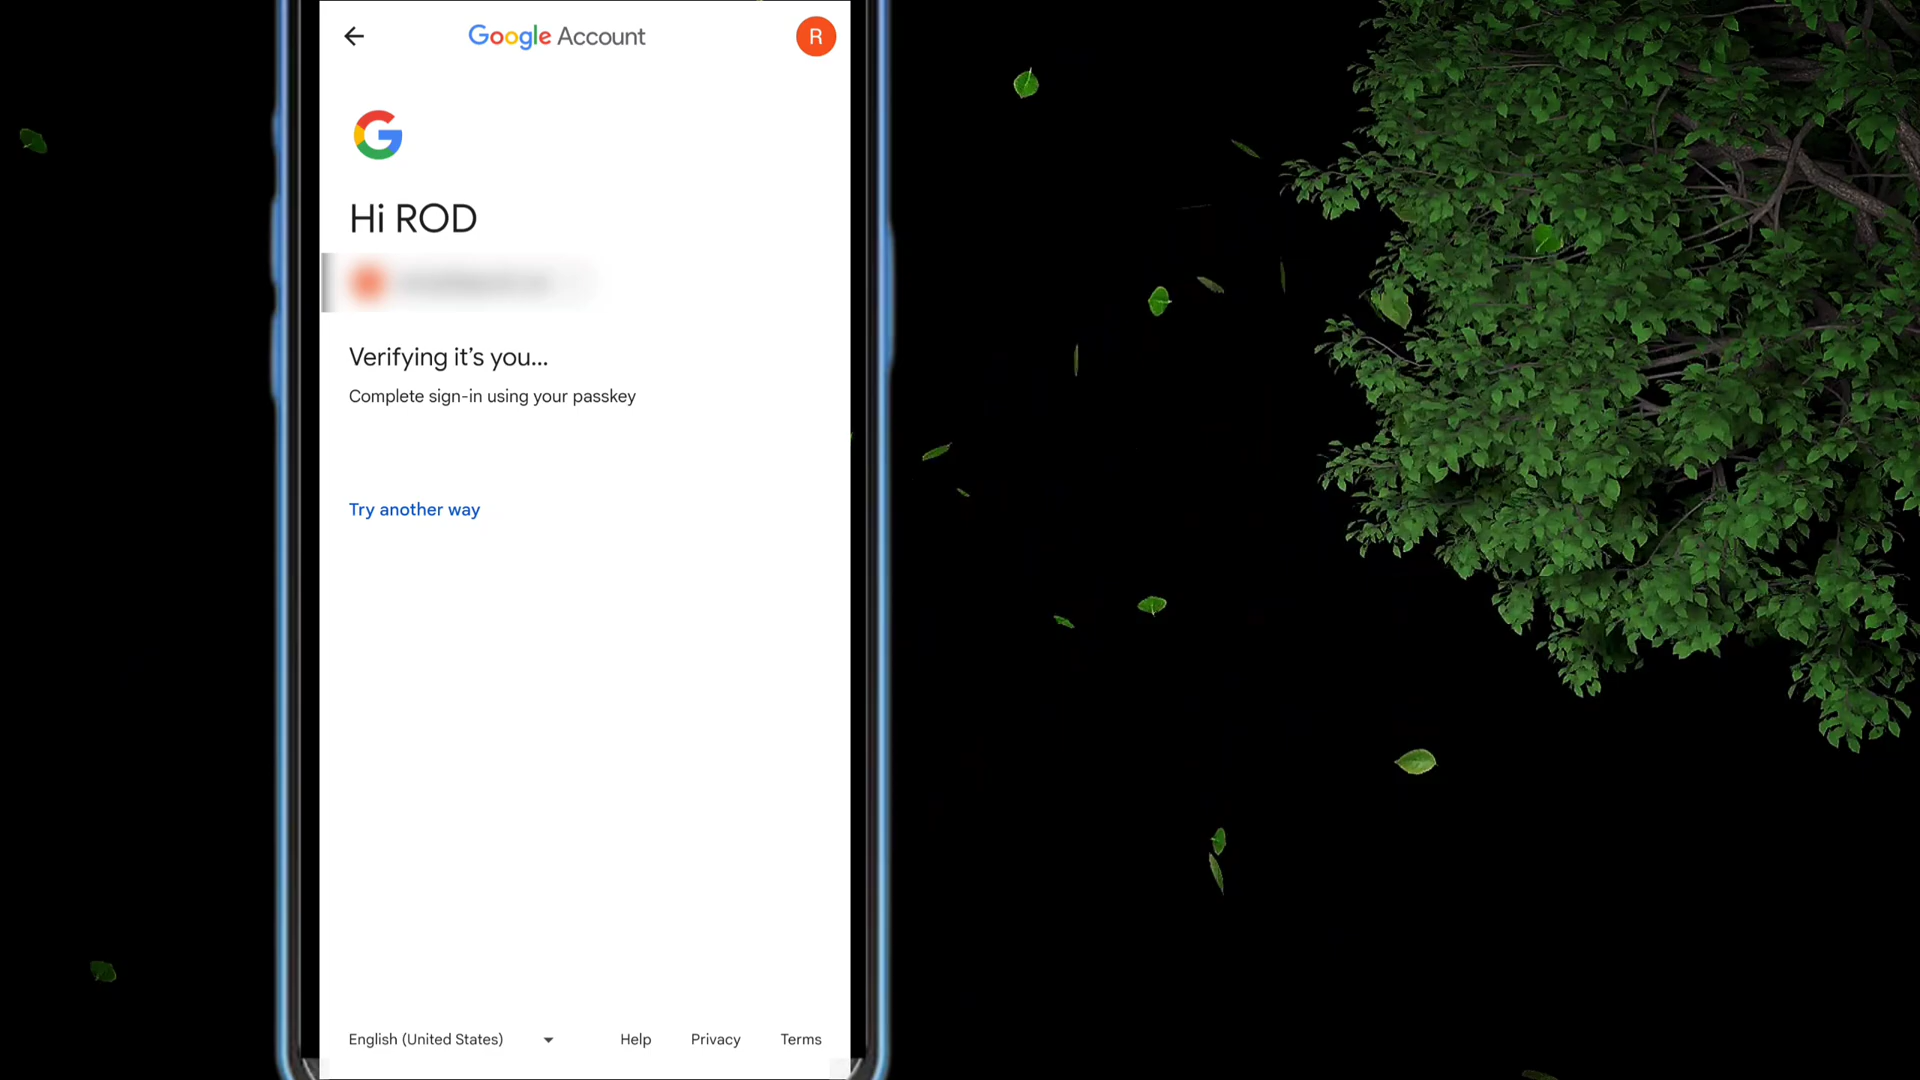 Google Account
R
Hi ROD
Verifying it's you...
Complete sign-in using your passkey
Try another way
English (United States)
Help
Privacy
Terms